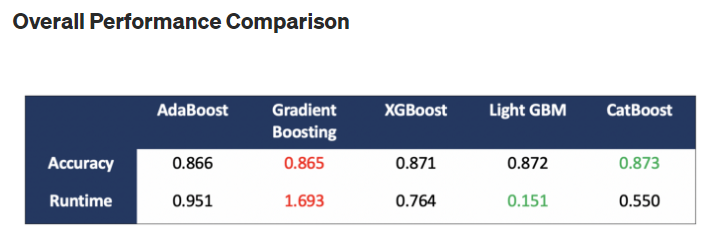 Overall Performance Comparison
AdaBoost Gradient Boosting XGBoost Light GBM CatBoost
Accuracy 0.866 0.865 0.871 0.872 0.873
Runtime 0.951 1.693 0.764 0.151 0.550